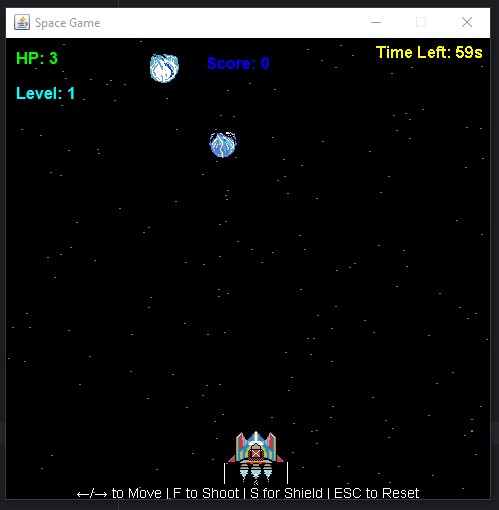 Space Game
HP: 3
Score: 0
Time Left: 59s
Level: 1
←/→ to Move | F to Shoot | S for Shield | ESC to Reset